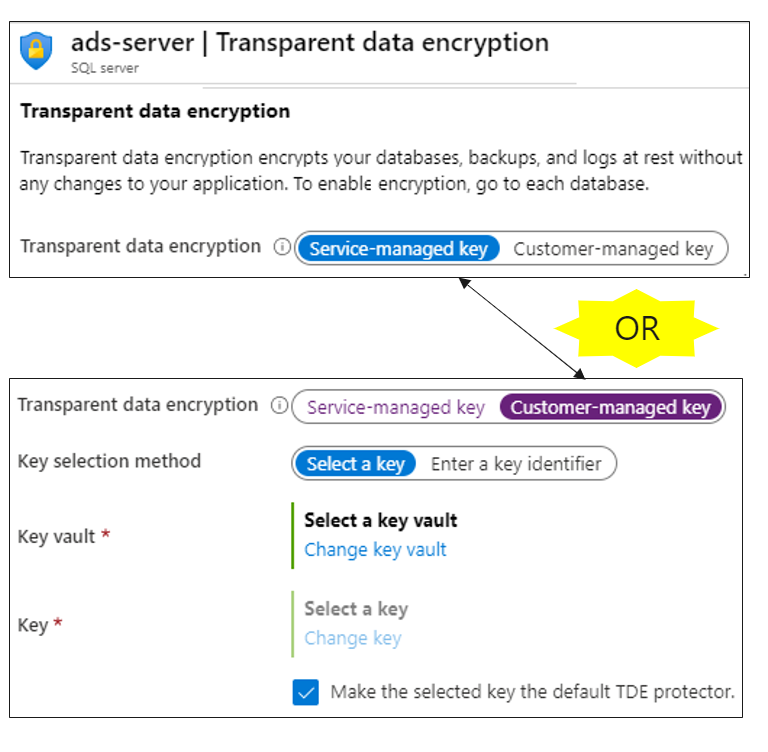 ads-server | Transparent data encryption
SQL server
Transparent data encryption
Transparent data encryption encrypts your databases, backups, and logs at rest without
any changes to your application. To enable encryption, go to each database.
Transparent data encryption Service-managed key Customer-managed key
OR
Transparent data encryption Service-managed key Customer-managed key
Key selection method Select a key Enter a key identifier
Select a key vault
Key vault *
Change key vault
Select a key
Key *
Change key
Make the selected key the default TDE protector.